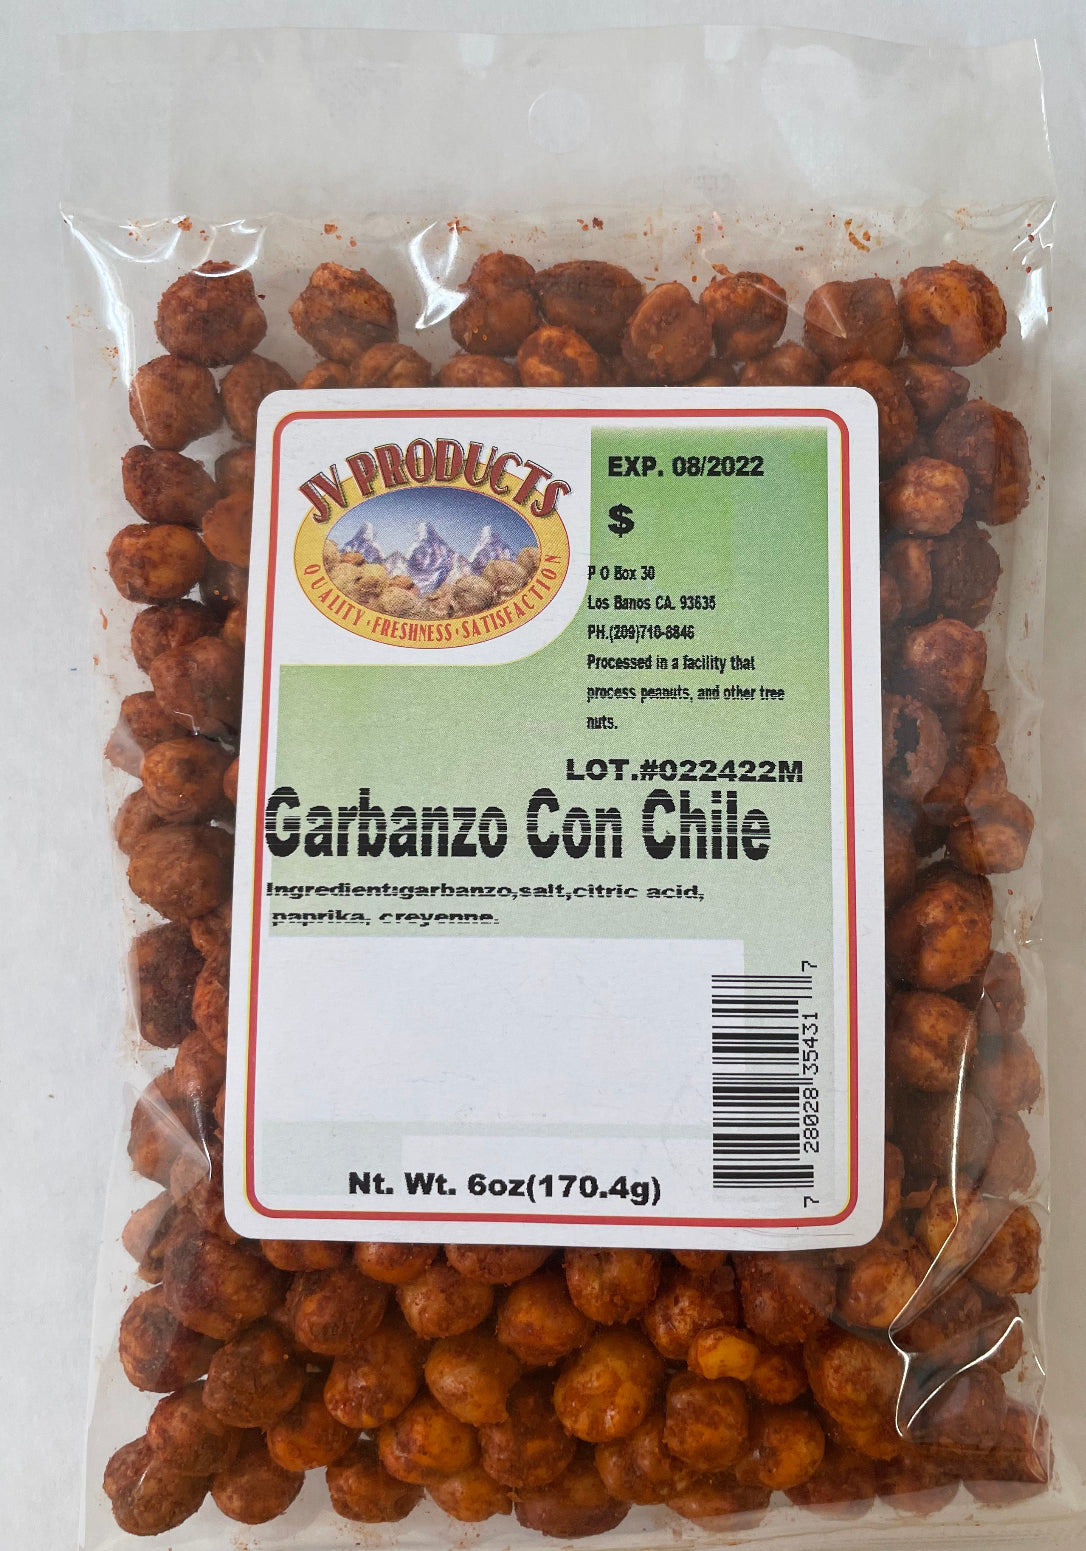 JV PRODUCTS
QUALITY · FRESHNESS · SATISFACTION
EXP. 08/2022
$
P O Box 30
Los Banos CA. 93635
PH.(209)710-8846
Processed in a facility that
process peanuts, and other tree
nuts.
LOT.#022422M
Garbanzo Con Chile
Ingredient:garbanzo,salt,citric acid,
paprika, creyenne.
7 28028 35431 7
Nt. Wt. 6oz(170.4g)